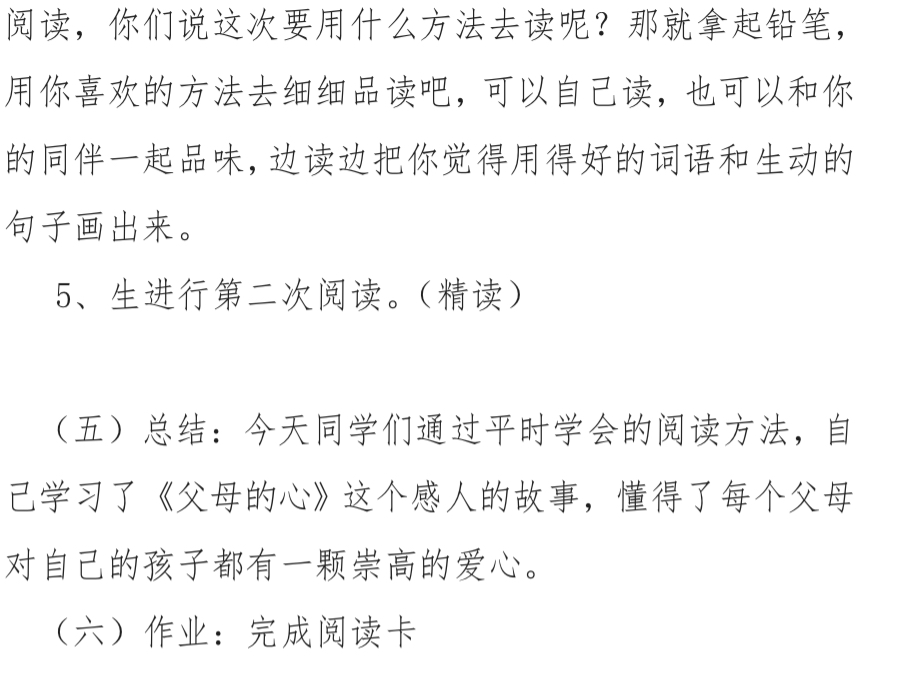 阅读，你们说这次要用什么方法去读呢？那就拿起铅笔，
用你喜欢的方法去细细品读吧，可以自己读，也可以和你
的同伴一起品味，边读边把你觉得用得好的词语和生动的
句子画出来。
5、生进行第二次阅读。（精读）
（五）总结：今天同学们通过平时学会的阅读方法，自
己学习了《父母的心》这个感人的故事，懂得了每个父母
对自己的孩子都有一颗崇高的爱心。
（六）作业：完成阅读卡